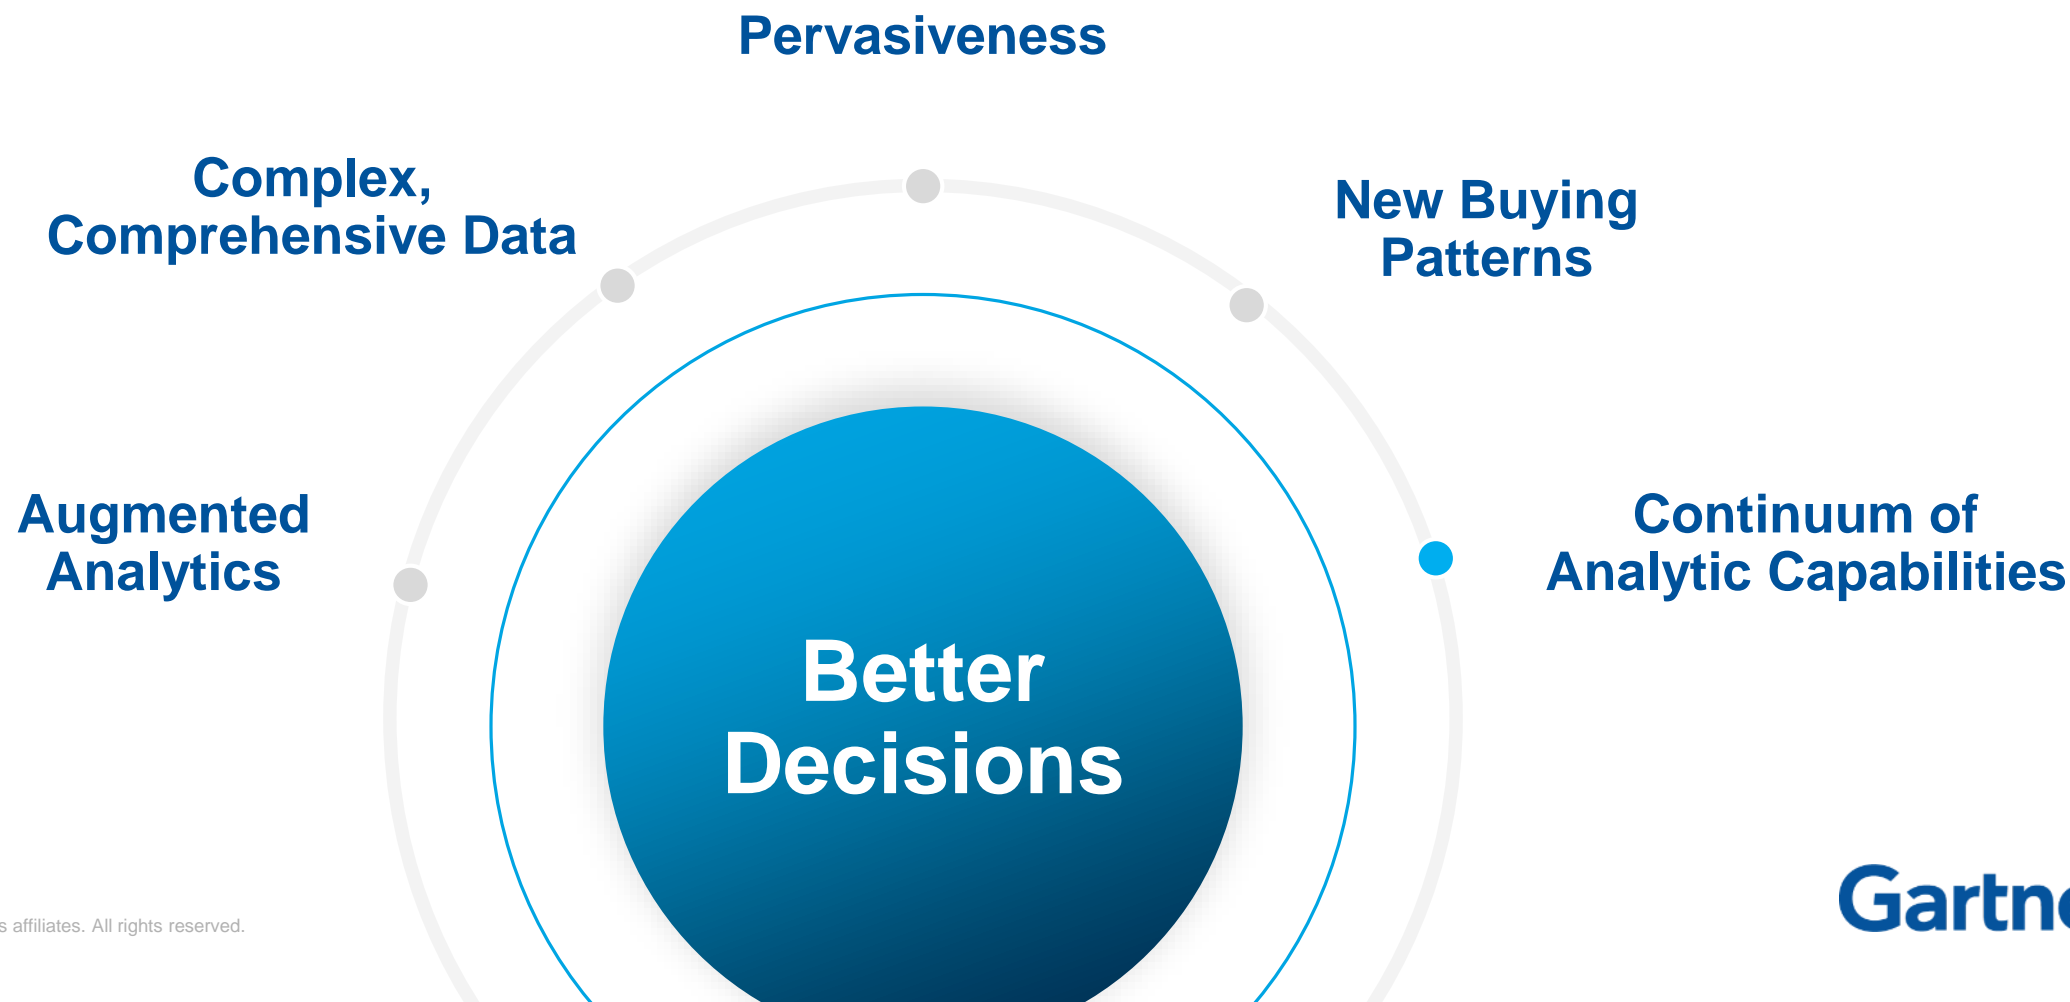 Pervasiveness
Complex,
Comprehensive Data
New Buying
Patterns
Augmented
Analytics
Continuum of
Analytic Capabilities
Better
Decisions
s affiliates. All rights reserved.
Gartne